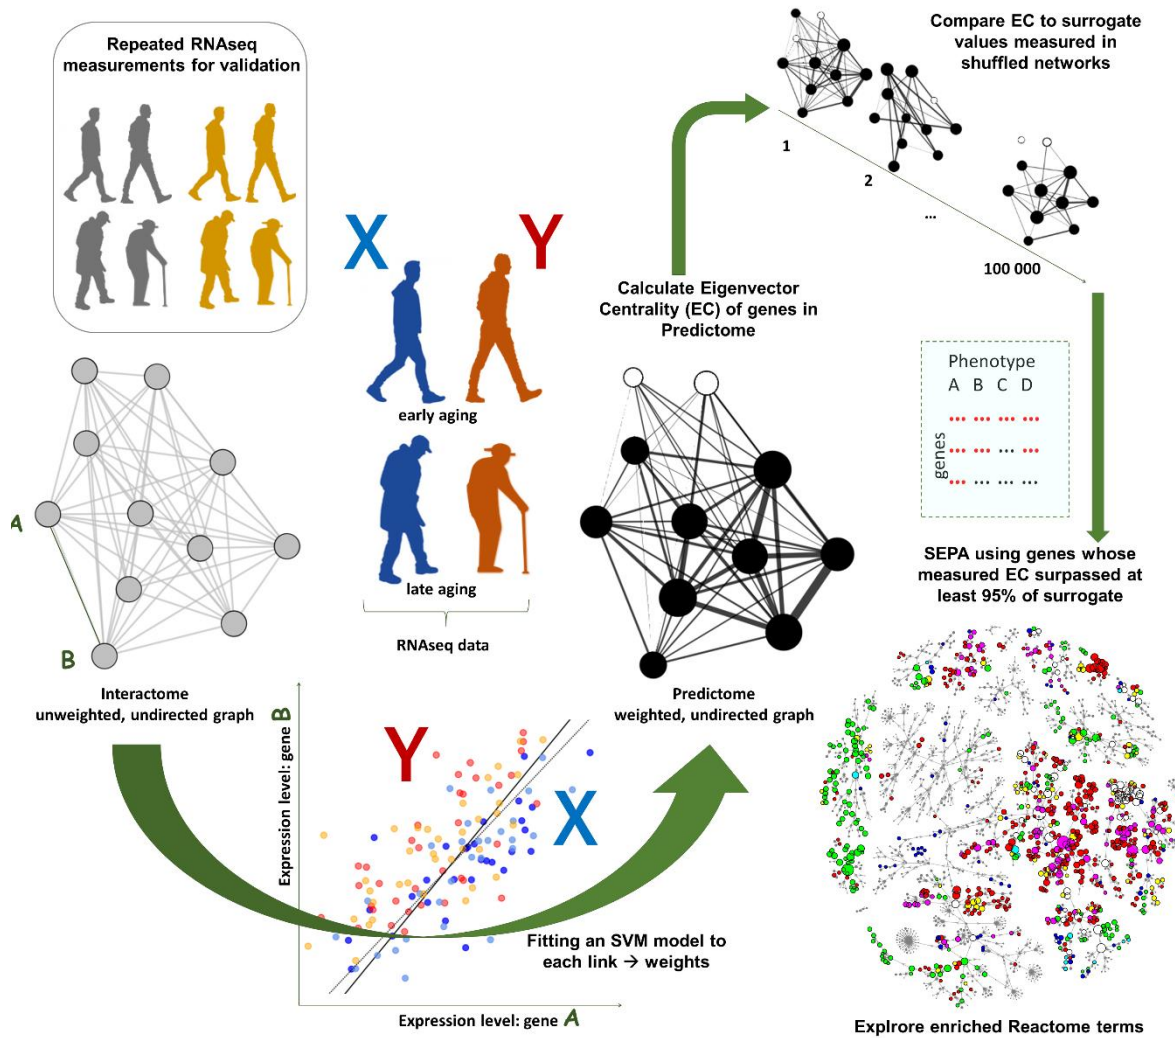 Repeated RNAseq
measurements for validation
X
Y
early aging
late aging
RNAseq data
A
B
Interactome
unweighted, undirected graph
Expression level: gene B
Y
X
Expression level: gene A
Fitting an SVM model to
each link → weights
Predictome
weighted, undirected graph
Calculate Eigenvector
Centrality (EC) of genes in
Predictome
Compare EC to surrogate
values measured in
shuffled networks
1
2
...
100 000
Phenotype
A B C D
genes
... ... ... ...
... ... ... ...
... ... ... ...
SEPA using genes whose
measured EC surpassed at
least 95% of surrogate
Explrore enriched Reactome terms